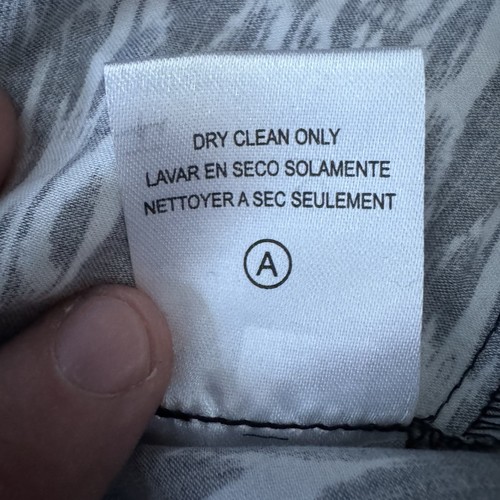 DRY CLEAN ONLY
LAVAR EN SECO SOLAMENTE
NETTOYER A SEC SEULEMENT
A